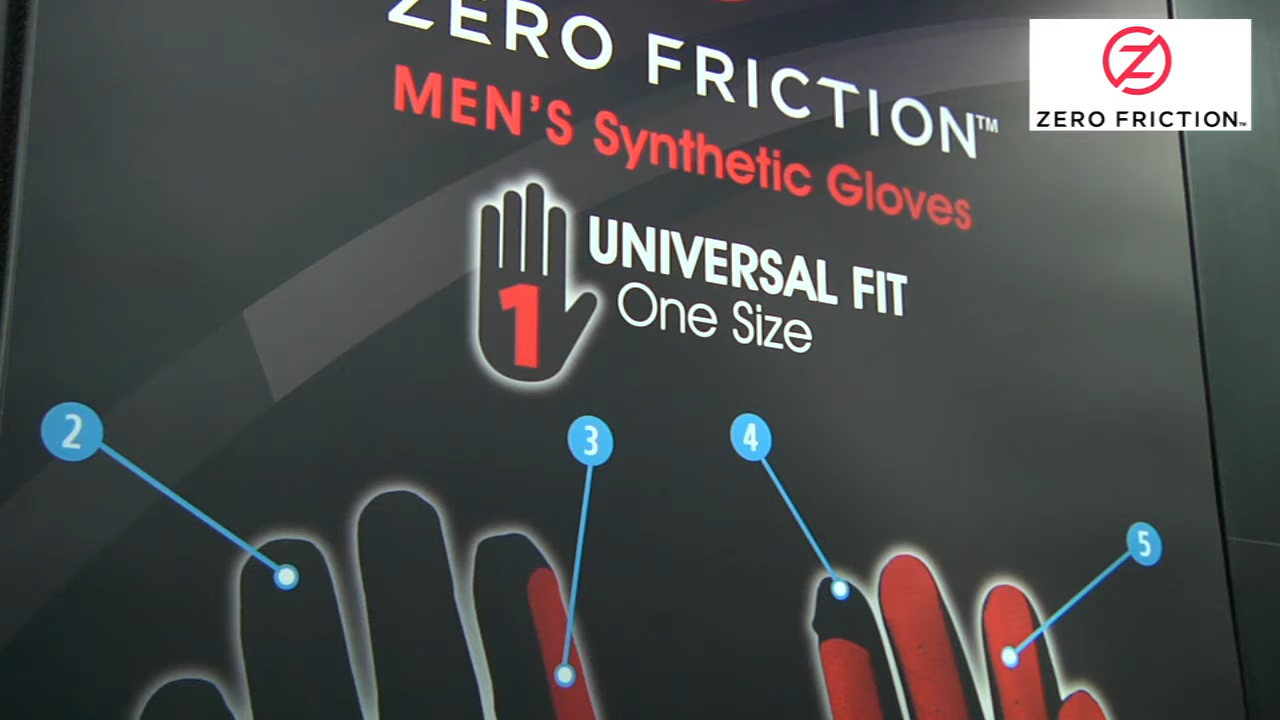 ZERO FRICTION™
MEN'S Synthetic Gloves
1
UNIVERSAL FIT
One Size
2
3
4
5
Z
ZERO FRICTION™